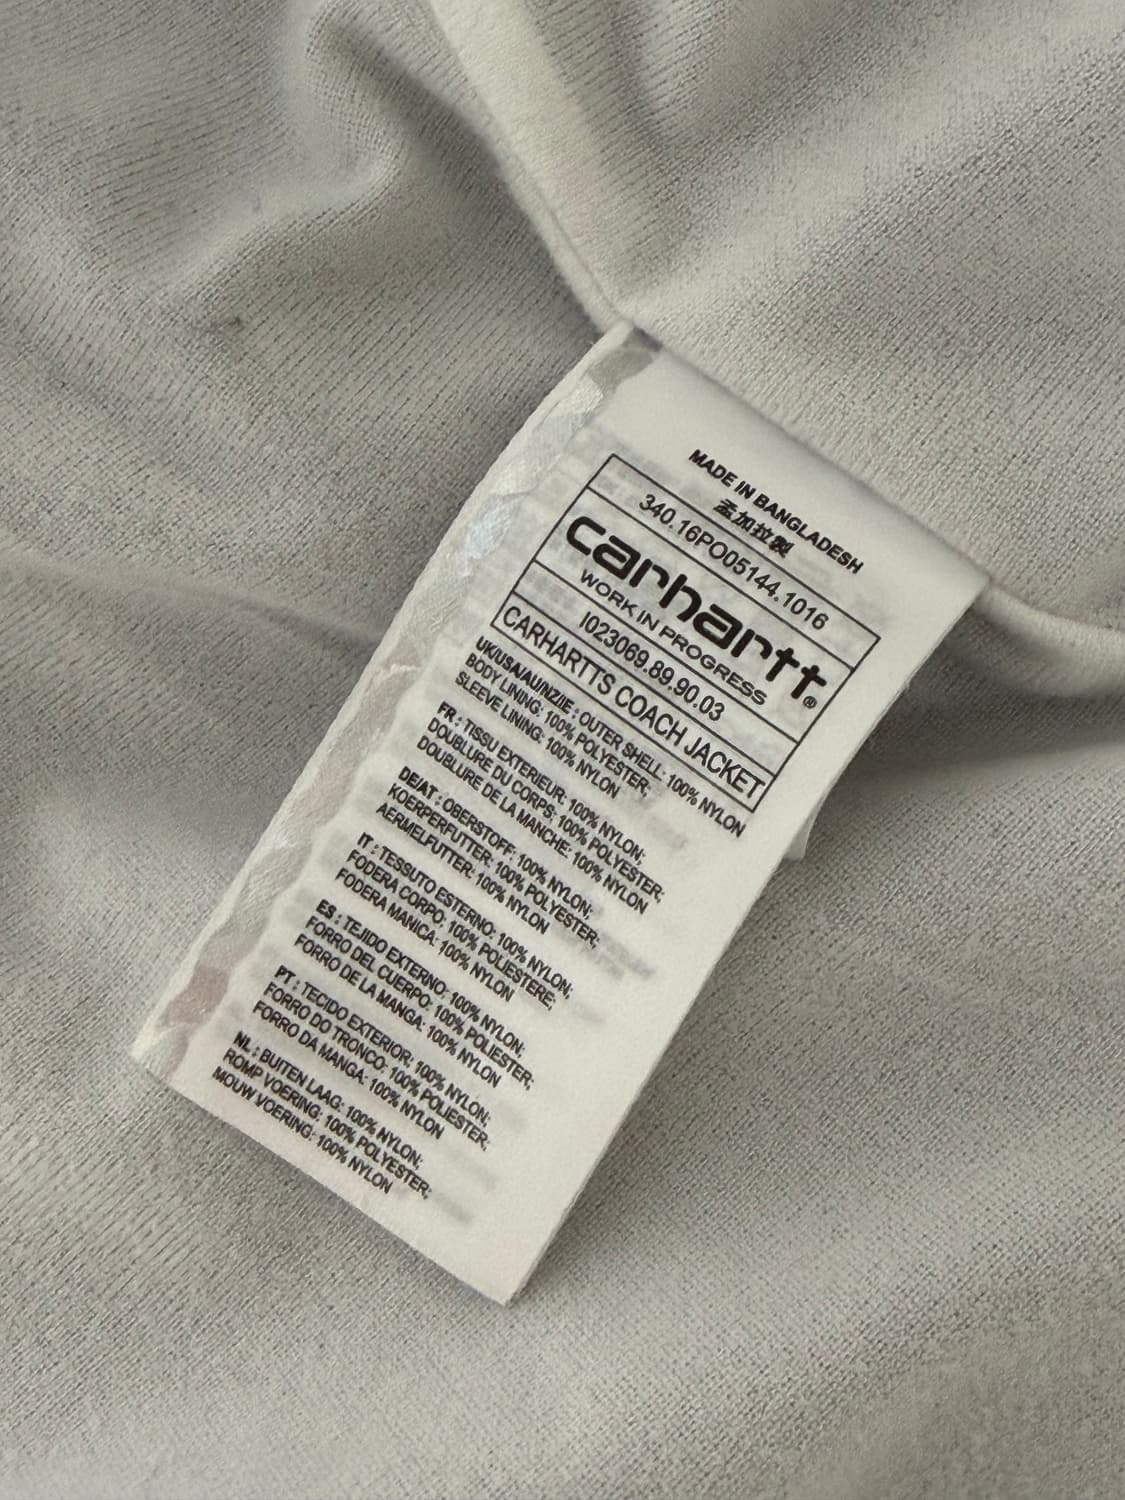 MADE IN BANGLADESH
孟加拉製
340.16PO05144.1016
carhartt®
WORK IN PROGRESS
I023069.89.90.03
CARHARTTS COACH JACKET
UK/USA/AU/NZ/IE : OUTER SHELL: 100% NYLON
BODY LINING: 100% POLYESTER;
SLEEVE LINING: 100% NYLON
FR : TISSU EXTERIEUR: 100% NYLON;
DOUBLURE DU CORPS: 100% POLYESTER;
DOUBLURE DE LA MANCHE: 100% NYLON
DE/AT : OBERSTOFF: 100% NYLON;
KOERPERFUTTER: 100% POLYESTER;
AERMELFUTTER: 100% NYLON
IT : TESSUTO ESTERNO: 100% NYLON;
FODERA CORPO: 100% POLIESTERE;
FODERA MANICA: 100% NYLON
ES : TEJIDO EXTERNO: 100% NYLON;
FORRO DEL CUERPO: 100% POLIESTER;
FORRO DE LA MANGA: 100% NYLON
PT : TECIDO EXTERIOR: 100% NYLON;
FORRO DO TRONCO: 100% POLIESTER;
FORRO DA MANGA: 100% NYLON
NL : BUITEN LAAG: 100% NYLON;
ROMP VOERING: 100% POLYESTER;
MOUW VOERING: 100% NYLON